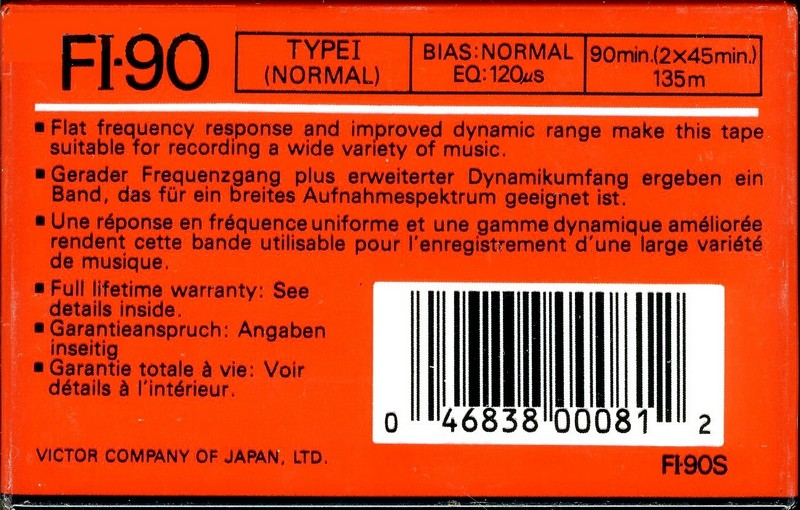 FI-90
TYPEI
(NORMAL)
BIAS:NORMAL
EQ:120μs
90min.(2×45min.)
135m
▪ Flat frequency response and improved dynamic range make this tape
suitable for recording a wide variety of music.
▪ Gerader Frequenzgang plus erweiterter Dynamikumfang ergeben ein
Band, das für ein breites Aufnahmespektrum geeignet ist.
▪ Une réponse en fréquence uniforme et une gamme dynamique améliorée
rendent cette bande utilisable pour l'enregistrement d'une large variété
de musique.
▪ Full lifetime warranty: See
details inside.
▪ Garantieanspruch: Angaben
inseitig
▪ Garantie totale à vie: Voir
détails à l'intérieur.
0 46838 00081 2
VICTOR COMPANY OF JAPAN, LTD.
FI-90S